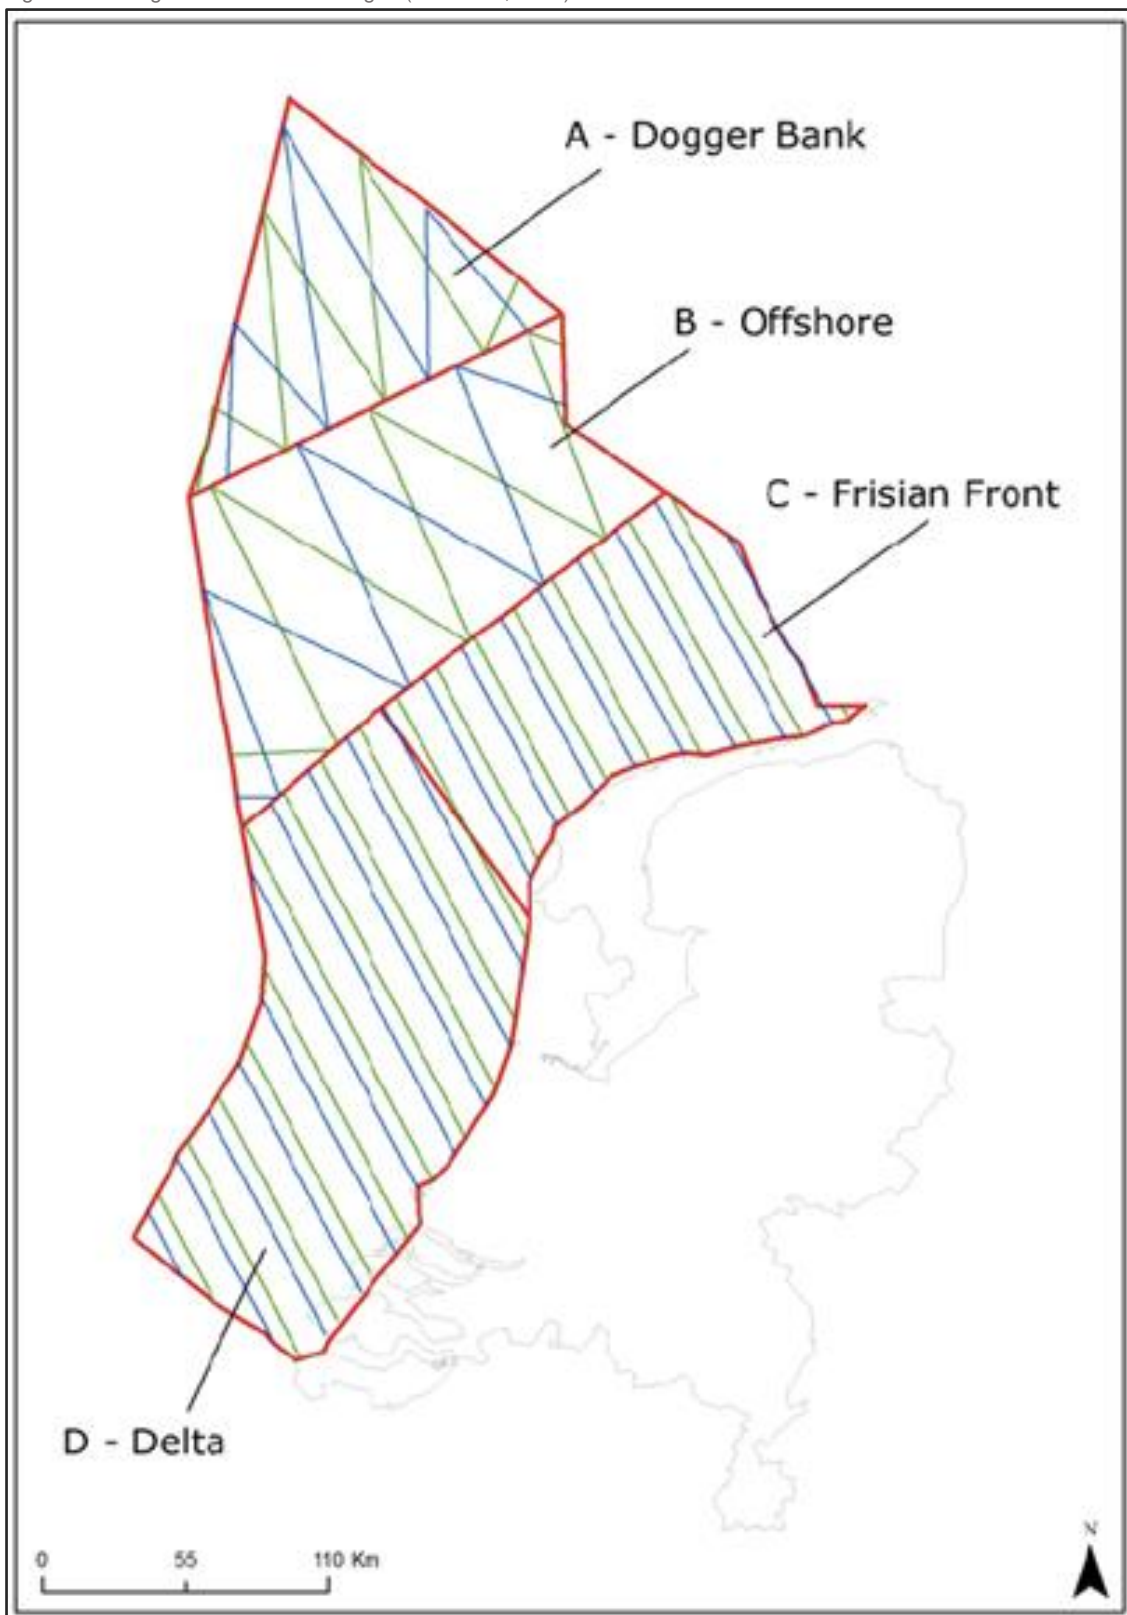 A - Dogger Bank
B - Offshore
C - Frisian Front
D - Delta
0 55 110 Km
N